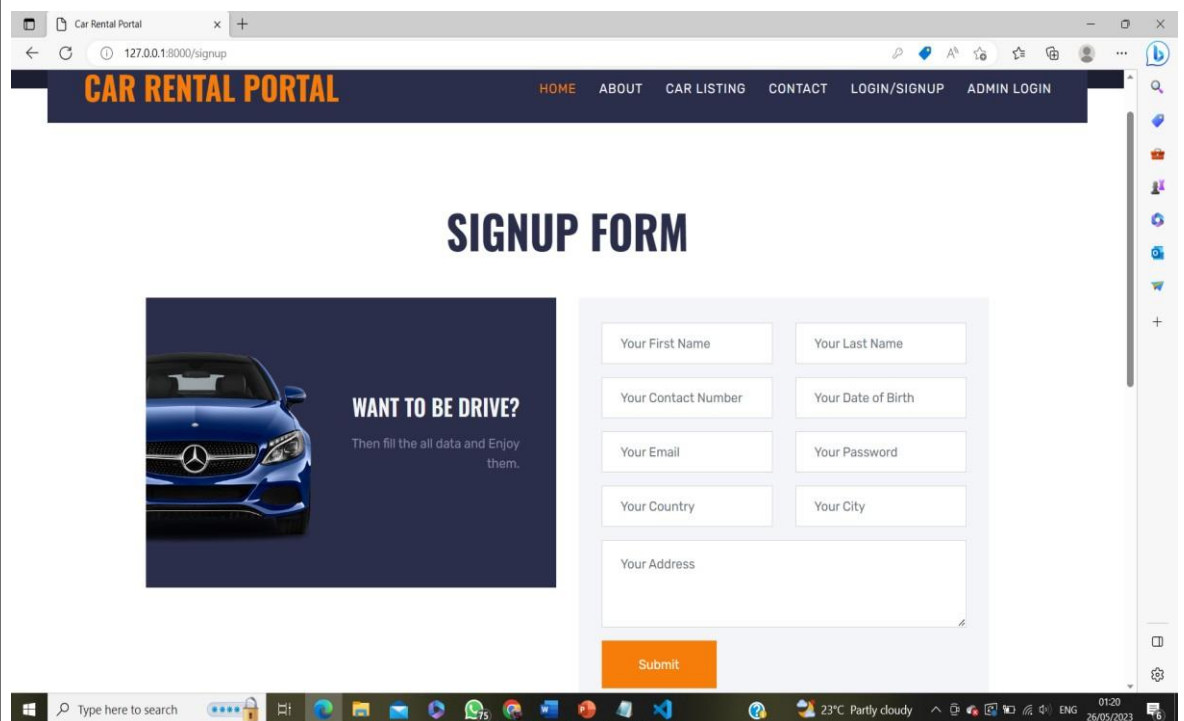 Car Rental Portal
127.0.0.1:8000/signup
CAR RENTAL PORTAL
HOME ABOUT CAR LISTING CONTACT LOGIN/SIGNUP ADMIN LOGIN
SIGNUP FORM
WANT TO BE DRIVE?
Then fill the all data and Enjoy
them.
Your First Name Your Last Name
Your Contact Number Your Date of Birth
Your Email Your Password
Your Country Your City
Your Address
Submit
Type here to search
75
23°C Partly cloudy
ENG
01:20
26/05/2023
6